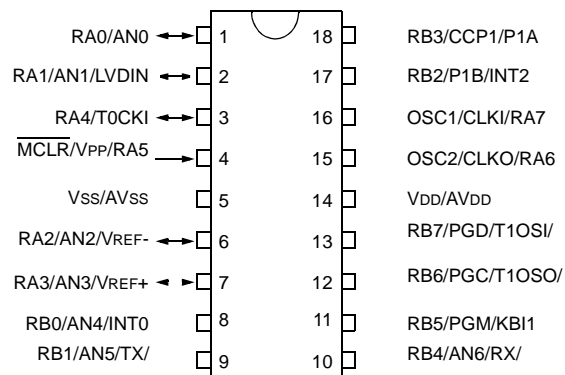 RA0/AN0 1 18 RB3/CCP1/P1A
RA1/AN1/LVDIN 2 17 RB2/P1B/INT2
RA4/T0CKI 3 16 OSC1/CLKI/RA7
MCLR/VPP/RA5 4 15 OSC2/CLKO/RA6
VSS/AVSS 5 14 VDD/AVDD
RA2/AN2/VREF- 6 13 RB7/PGD/T1OSI/
RA3/AN3/VREF+ 7 12 RB6/PGC/T1OSO/
RB0/AN4/INT0 8 11 RB5/PGM/KBI1
RB1/AN5/TX/ 9 10 RB4/AN6/RX/